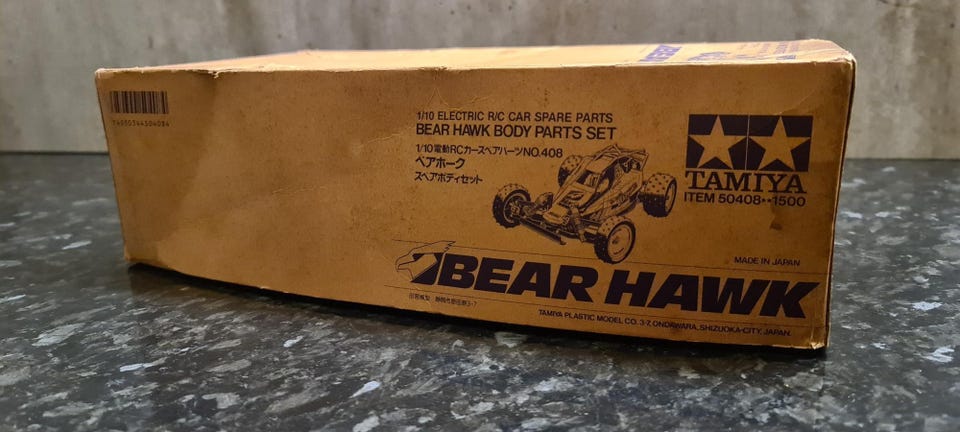 1/10 ELECTRIC R/C CAR SPARE PARTS
BEAR HAWK BODY PARTS SET
1/10電動RCカースペアパーツNO.408
ベアホーク
スペアボディセット
TAMIYA
ITEM 50408**1500
MADE IN JAPAN
BEAR HAWK
TAMIYA PLASTIC MODEL CO. 3-7, ONDAWARA, SHIZUOKA-CITY, JAPAN.